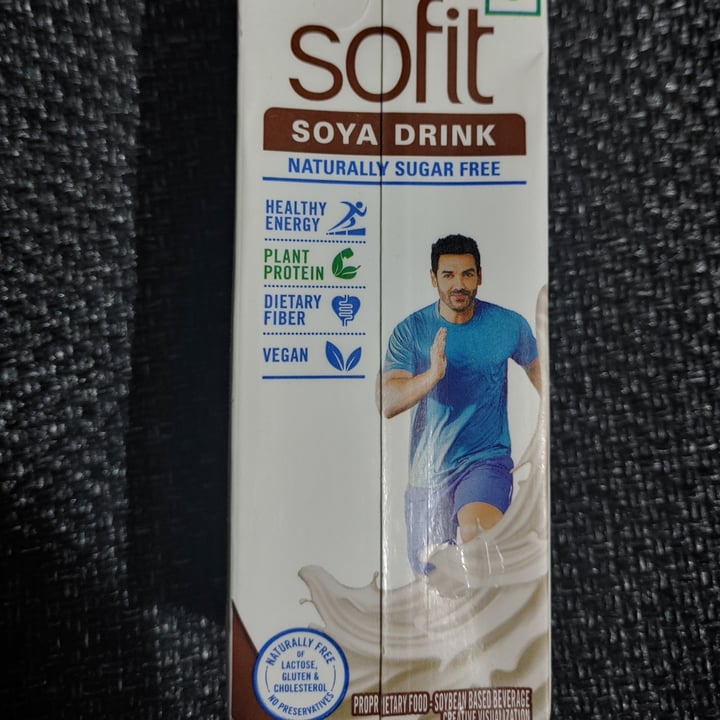 sofit
SOYA DRINK
NATURALLY SUGAR FREE
HEALTHY
ENERGY
PLANT
PROTEIN
DIETARY
FIBER
VEGAN
NATURALLY FREE
OF
LACTOSE,
GLUTEN &
CHOLESTEROL
NO PRESERVATIVES
PROPRIETARY FOOD - SOYBEAN BASED BEVERAGE
CREATIVE VISUALIZATION